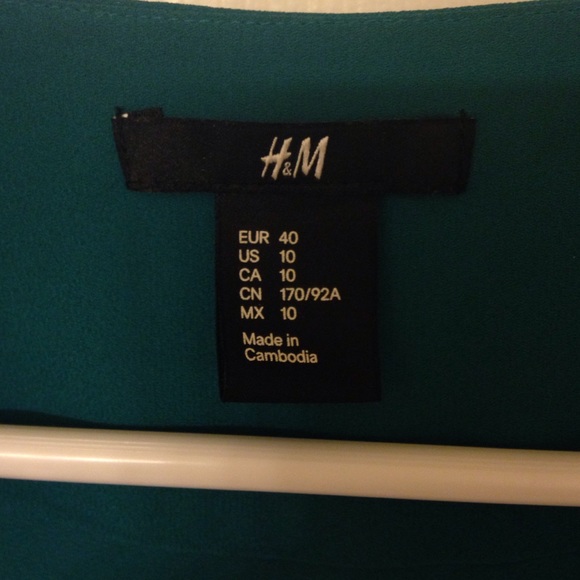 H&M
EUR 40
US 10
CA 10
CN 170/92A
MX 10
Made in
Cambodia